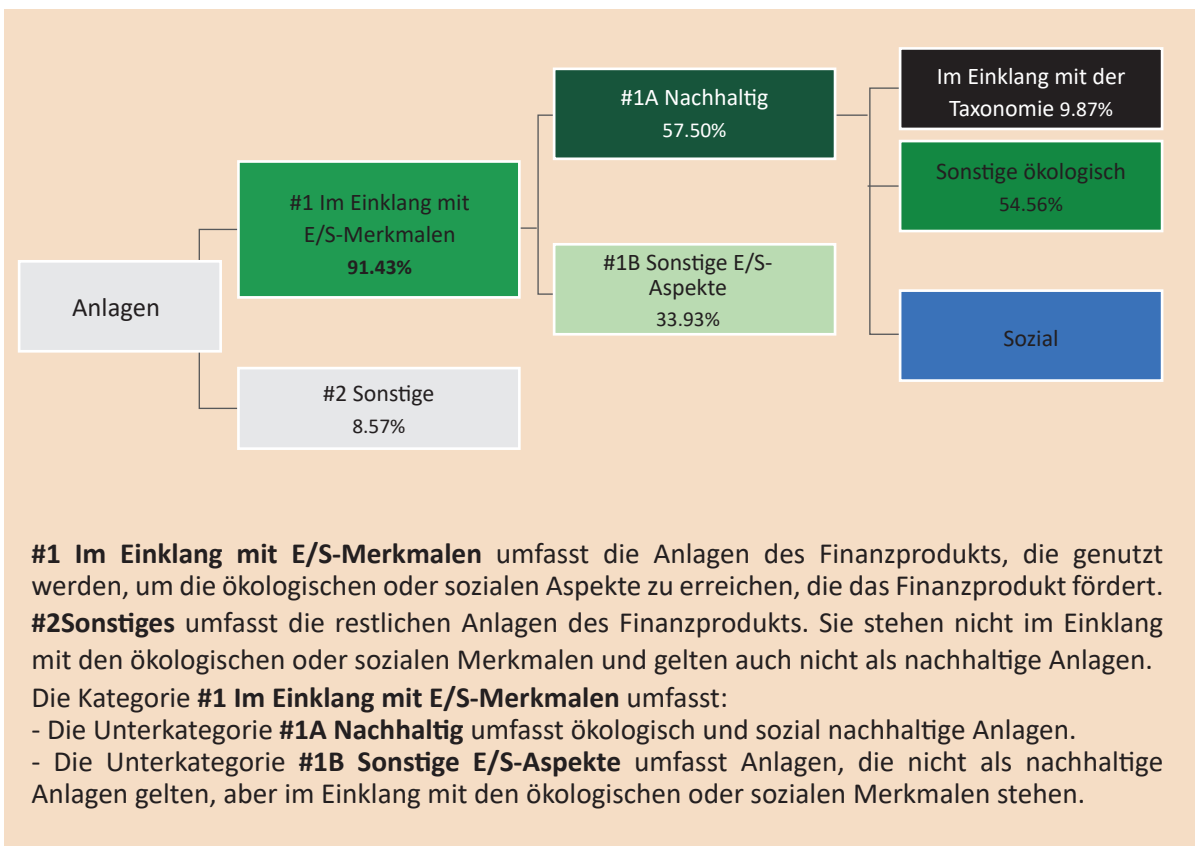 Anlagen
#1 Im Einklang mit
E/S-Merkmalen
91.43%
#2 Sonstige
8.57%
#1A Nachhaltig
57.50%
#1B Sonstige E/S-
Aspekte
33.93%
Im Einklang mit der
Taxonomie 9.87%
Sonstige ökologisch
54.56%
Sozial
#1 Im Einklang mit E/S-Merkmalen umfasst die Anlagen des Finanzprodukts, die genutzt
werden, um die ökologischen oder sozialen Aspekte zu erreichen, die das Finanzprodukt fördert.
#2Sonstiges umfasst die restlichen Anlagen des Finanzprodukts. Sie stehen nicht im Einklang
mit den ökologischen oder sozialen Merkmalen und gelten auch nicht als nachhaltige Anlagen.
Die Kategorie #1 Im Einklang mit E/S-Merkmalen umfasst:
- Die Unterkategorie #1A Nachhaltig umfasst ökologisch und sozial nachhaltige Anlagen.
- Die Unterkategorie #1B Sonstige E/S-Aspekte umfasst Anlagen, die nicht als nachhaltige
Anlagen gelten, aber im Einklang mit den ökologischen oder sozialen Merkmalen stehen.